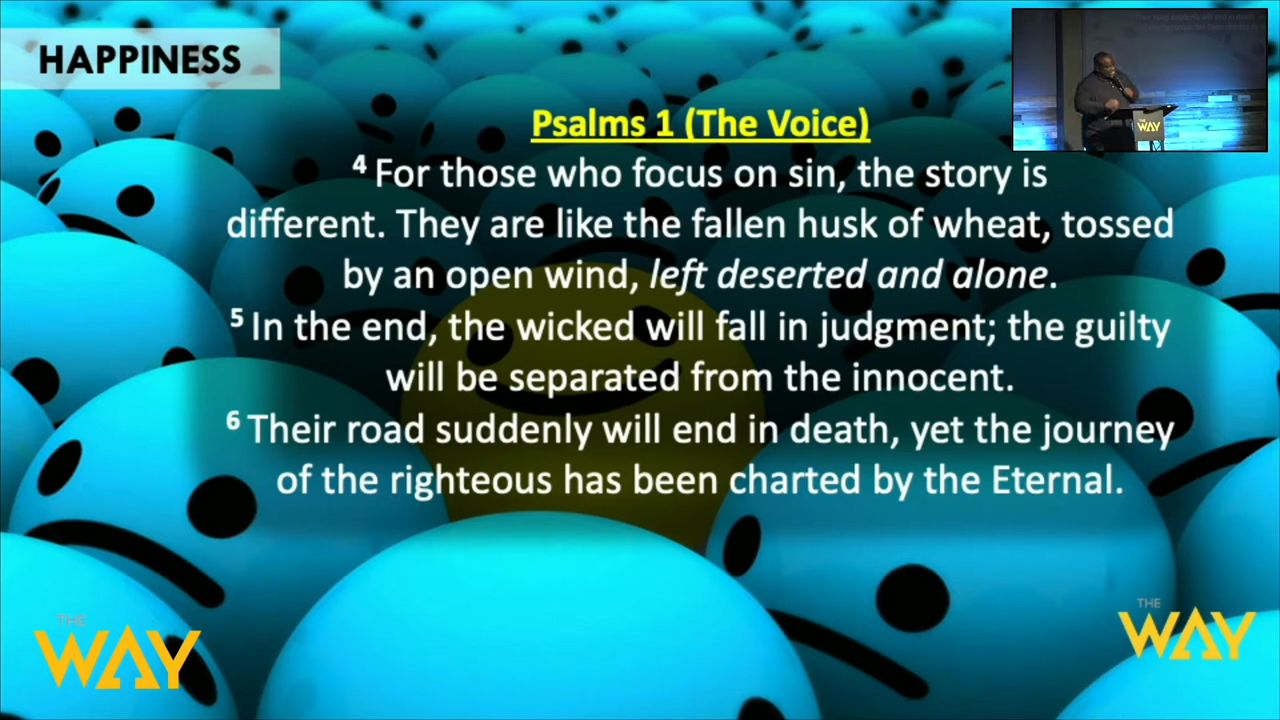 HAPPINESS
Psalms 1 (The Voice)
4 For those who focus on sin, the story is
different. They are like the fallen husk of wheat, tossed
by an open wind, left deserted and alone.
5 In the end, the wicked will fall in judgment; the guilty
will be separated from the innocent.
6 Their road suddenly will end in death, yet the journey
of the righteous has been charted by the Eternal.
THE
WAY
THE
WAY
THE
WAY